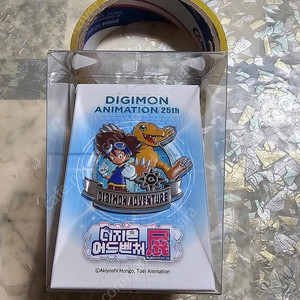 DIGIMON
ANIMATION 25th
DIGIMON ADVENTURE
디지몬
어드벤처 展
©Akiyoshi Hongo, Toei Animation